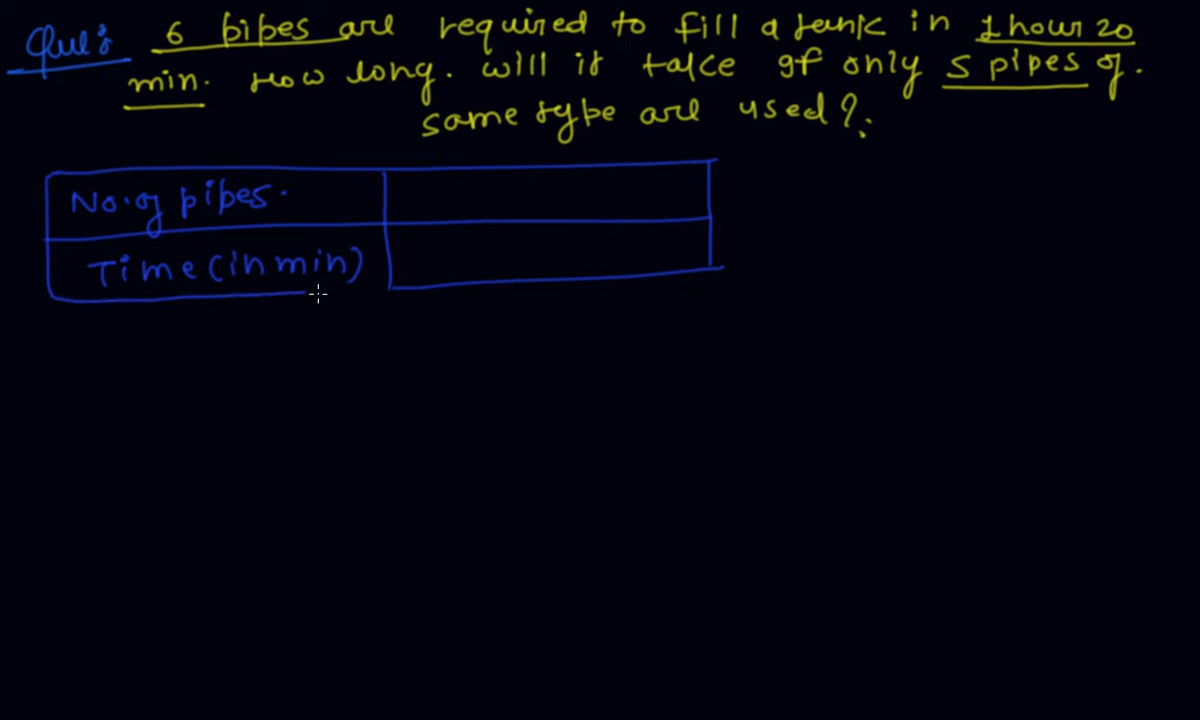 Que: 6 pipes are required to fill a tank in 1 hour 20
min. How long. will it take If only 5 pipes of.
same type are used?.
No. of pipes.
Time (in min)